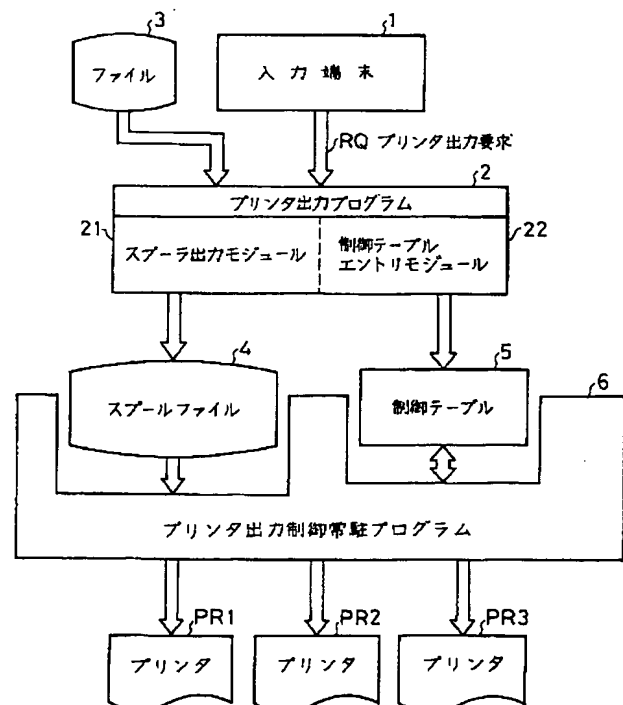 3
1
ファイル
入力端末
RQ プリンタ出力要求
2
プリンタ出力プログラム
21
22
スプーラ出力モジュール
制御テーブル
エントリモジュール
4
5
6
スプールファイル
制御テーブル
プリンタ出力制御常駐プログラム
PR1
PR2
PR3
プリンタ
プリンタ
プリンタ